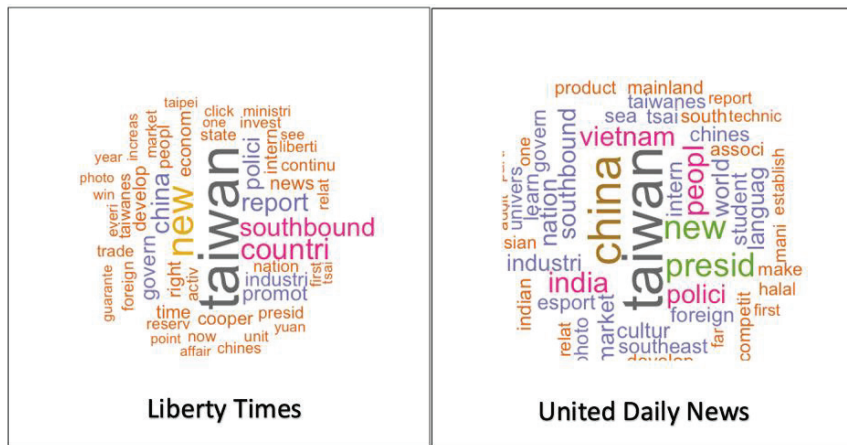 taipei
click
ministri
one
invest
increas
market
peopl
econom
state
polici
intern
see
liberti
continu
year
china
new
taiwan
news
photo
develop
report
relat
win
taiwanes
everi
southbound
countri
trade
govern
right
activ
nation
industri
first
tsai
guarante
foreign
promot
time
cooper
presid
reserv
yuan
point
now
unit
affair
chines
Liberty Times
product
mainland
taiwanes
report
sea
tsai
south
technic
one
govern
southbound
vietnam
chines
associ
univers
learn
nation
china
taiwan
intern
peopl
world
student
languag
establish
new
mani
sian
industri
presid
make
india
polici
halal
indian
esport
foreign
first
relat
photo
market
cultur
southeast
far
competit
develop
United Daily News